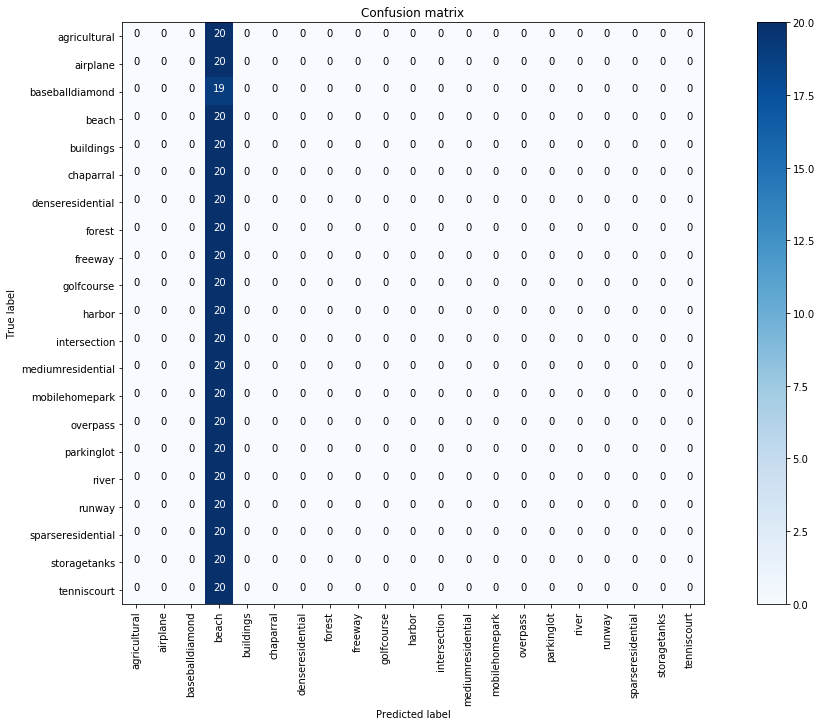 Confusion matrix
True label
agricultural 0 0 0 20 0 0 0 0 0 0 0 0 0 0 0 0 0 0 0 0 0
airplane 0 0 0 20 0 0 0 0 0 0 0 0 0 0 0 0 0 0 0 0 0
baseballdiamond 0 0 0 19 0 0 0 0 0 0 0 0 0 0 0 0 0 0 0 0 0
beach 0 0 0 20 0 0 0 0 0 0 0 0 0 0 0 0 0 0 0 0 0
buildings 0 0 0 20 0 0 0 0 0 0 0 0 0 0 0 0 0 0 0 0 0
chaparral 0 0 0 20 0 0 0 0 0 0 0 0 0 0 0 0 0 0 0 0 0
denseresidential 0 0 0 20 0 0 0 0 0 0 0 0 0 0 0 0 0 0 0 0 0
forest 0 0 0 20 0 0 0 0 0 0 0 0 0 0 0 0 0 0 0 0 0
freeway 0 0 0 20 0 0 0 0 0 0 0 0 0 0 0 0 0 0 0 0 0
golfcourse 0 0 0 20 0 0 0 0 0 0 0 0 0 0 0 0 0 0 0 0 0
harbor 0 0 0 20 0 0 0 0 0 0 0 0 0 0 0 0 0 0 0 0 0
intersection 0 0 0 20 0 0 0 0 0 0 0 0 0 0 0 0 0 0 0 0 0
mediumresidential 0 0 0 20 0 0 0 0 0 0 0 0 0 0 0 0 0 0 0 0 0
mobilehomepark 0 0 0 20 0 0 0 0 0 0 0 0 0 0 0 0 0 0 0 0 0
overpass 0 0 0 20 0 0 0 0 0 0 0 0 0 0 0 0 0 0 0 0 0
parkinglot 0 0 0 20 0 0 0 0 0 0 0 0 0 0 0 0 0 0 0 0 0
river 0 0 0 20 0 0 0 0 0 0 0 0 0 0 0 0 0 0 0 0 0
runway 0 0 0 20 0 0 0 0 0 0 0 0 0 0 0 0 0 0 0 0 0
sparseresidential 0 0 0 20 0 0 0 0 0 0 0 0 0 0 0 0 0 0 0 0 0
storagetanks 0 0 0 20 0 0 0 0 0 0 0 0 0 0 0 0 0 0 0 0 0
tenniscourt 0 0 0 20 0 0 0 0 0 0 0 0 0 0 0 0 0 0 0 0 0
agricultural
airplane
baseballdiamond
beach
buildings
chaparral
denseresidential
forest
freeway
golfcourse
harbor
intersection
mediumresidential
mobilehomepark
overpass
parkinglot
river
runway
sparseresidential
storagetanks
tenniscourt
Predicted label
20.0
17.5
15.0
12.5
10.0
7.5
5.0
2.5
0.0